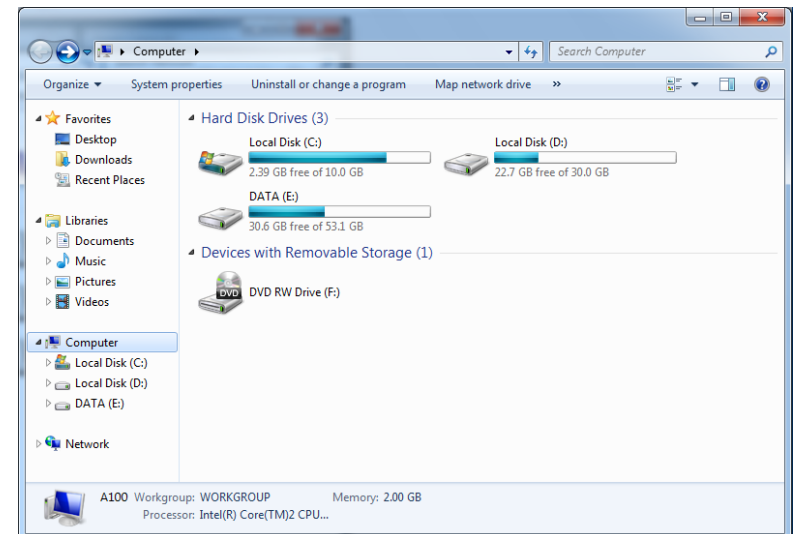 Computer
Search Computer
Organize System properties Uninstall or change a program Map network drive »
Favorites
Desktop
Downloads
Recent Places
Libraries
Documents
Music
Pictures
Videos
Computer
Local Disk (C:)
Local Disk (D:)
DATA (E:)
Network
Hard Disk Drives (3)
Local Disk (C:)
2.39 GB free of 10.0 GB
Local Disk (D:)
22.7 GB free of 30.0 GB
DATA (E:)
30.6 GB free of 53.1 GB
Devices with Removable Storage (1)
DVD
DVD RW Drive (F:)
A100 Workgroup: WORKGROUP Memory: 2.00 GB
Processor: Intel(R) Core(TM)2 CPU...